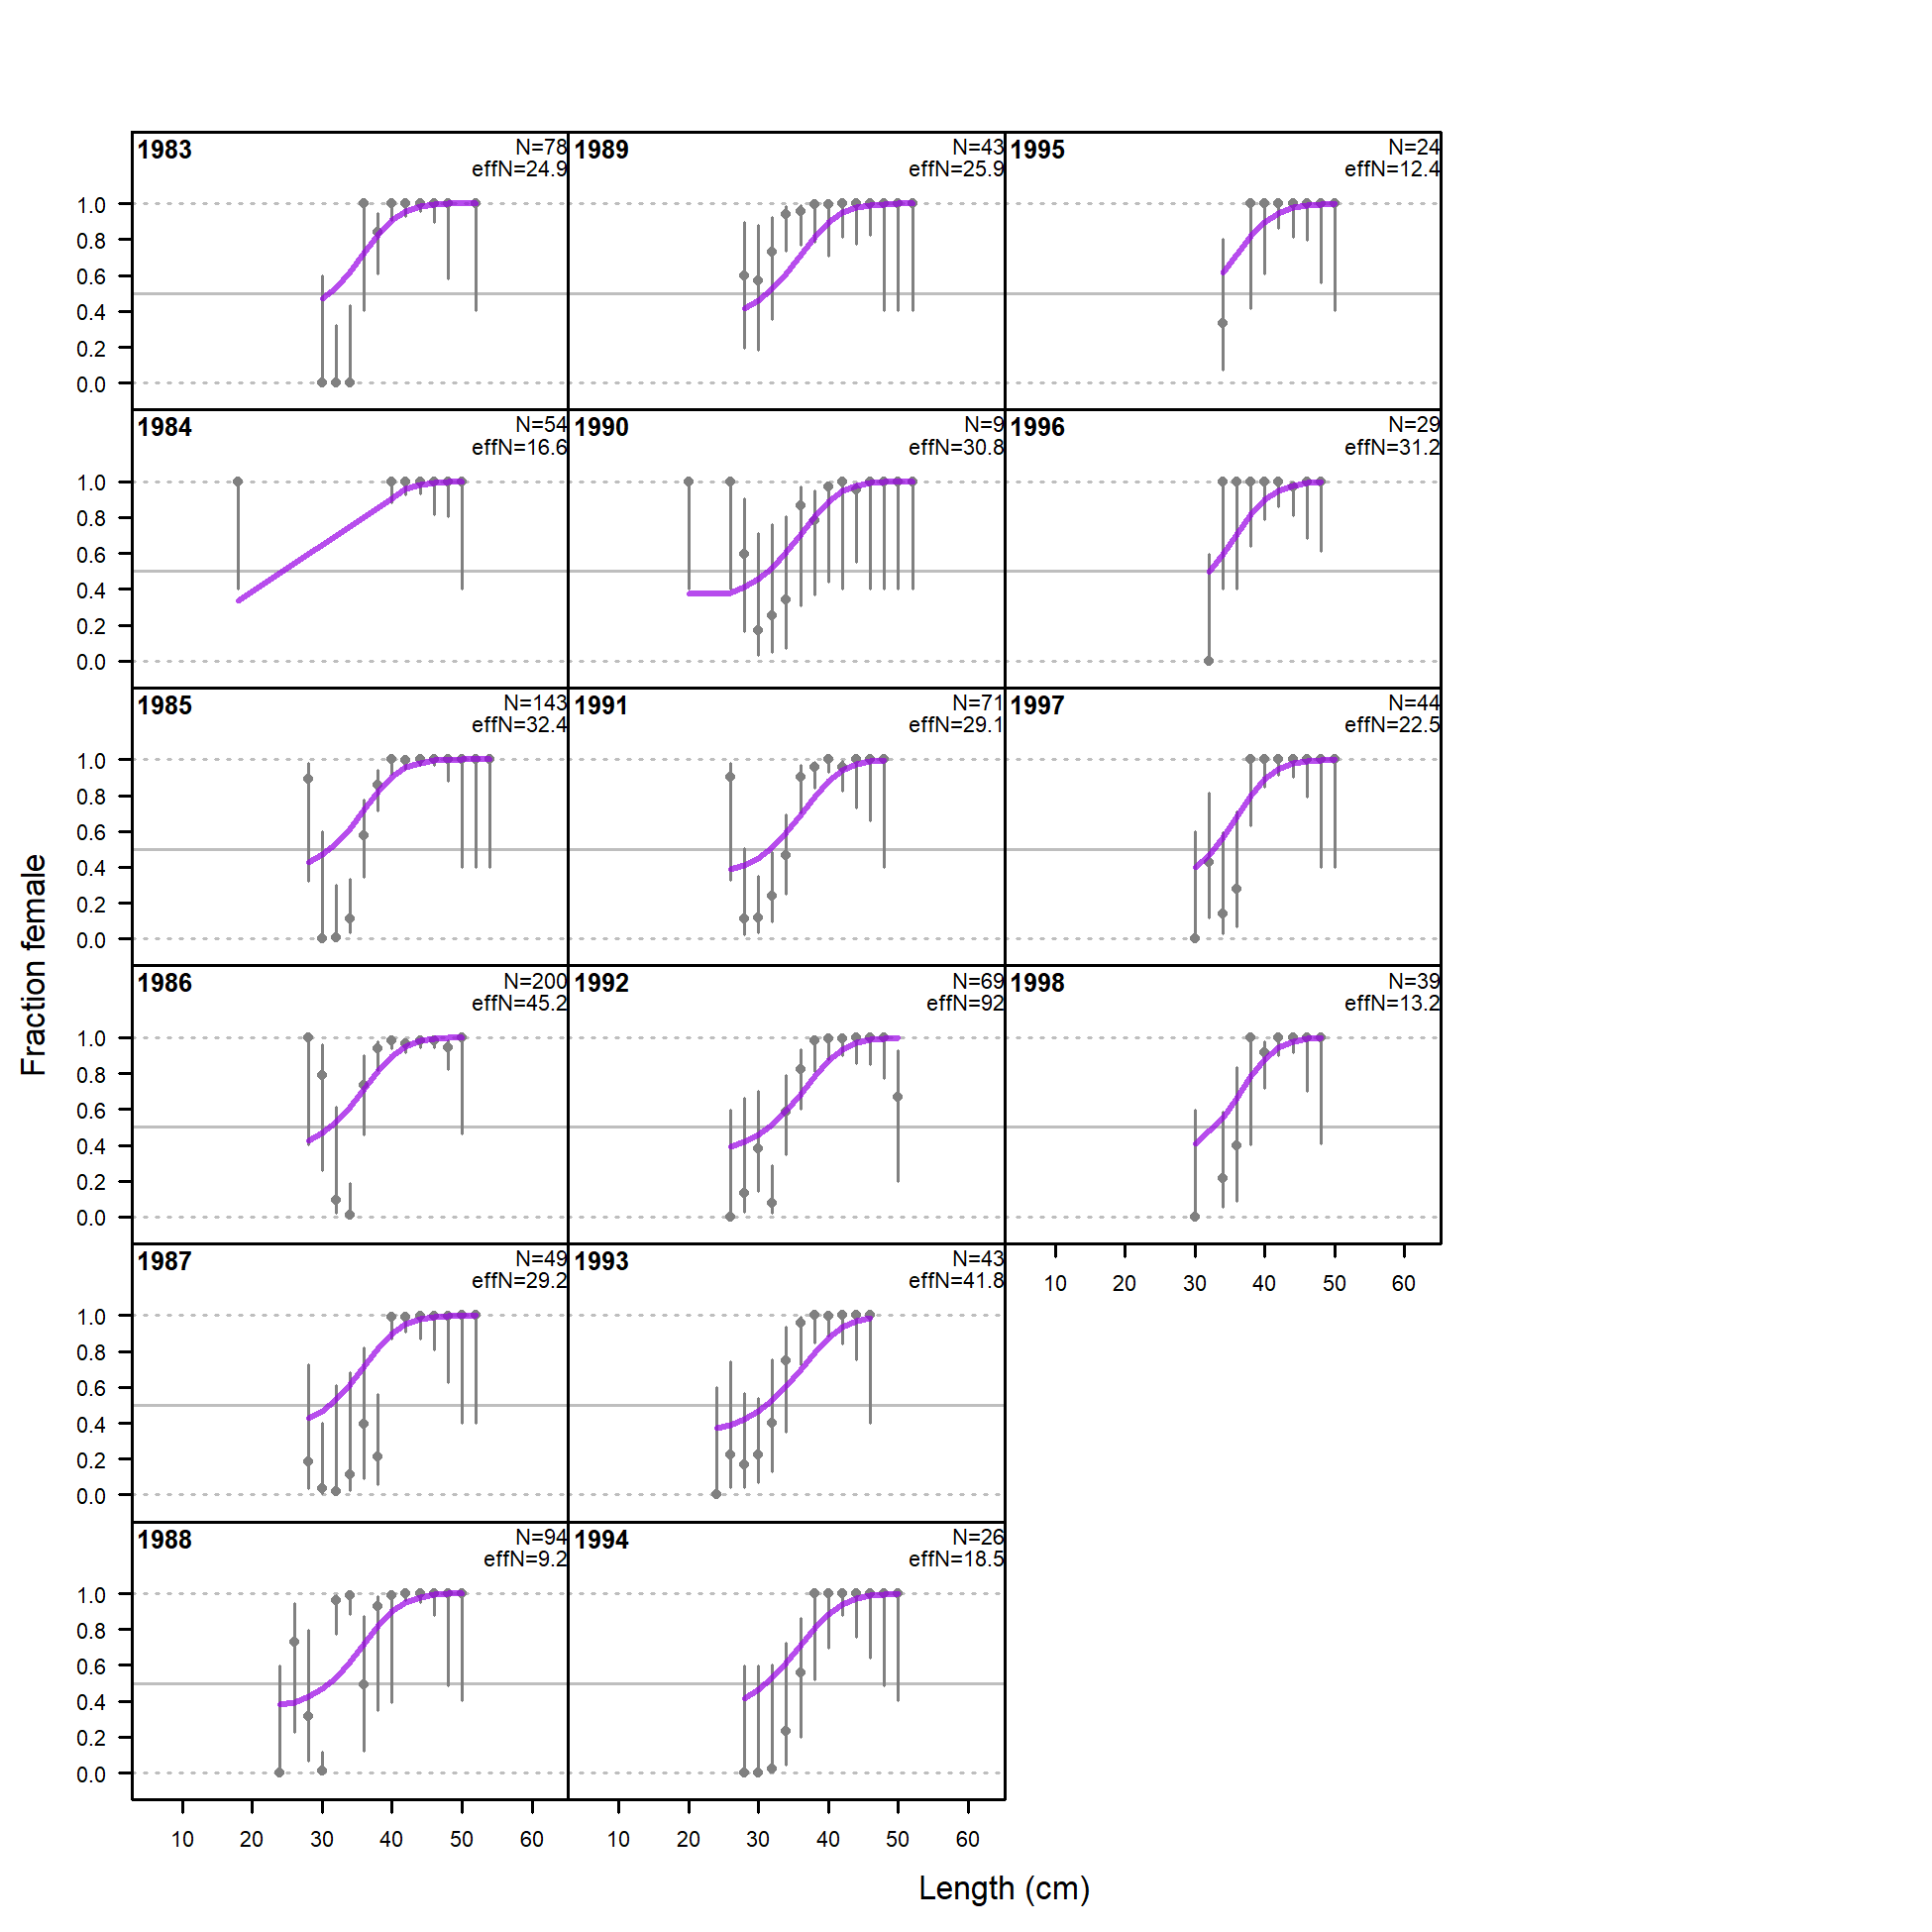 1983
N=78
effN=24.9
1989
N=43
effN=25.9
1995
N=24
effN=12.4
1.0
0.8
0.6
0.4
0.2
0.0
1984
N=54
effN=16.6
1990
N=9
effN=30.8
1996
N=29
effN=31.2
1.0
0.8
0.6
0.4
0.2
0.0
1985
N=143
effN=32.4
1991
N=71
effN=29.1
1997
N=44
effN=22.5
1.0
0.8
0.6
0.4
0.2
0.0
1986
N=200
effN=45.2
1992
N=69
effN=92
1998
N=39
effN=13.2
1.0
0.8
0.6
0.4
0.2
0.0
1987
N=49
effN=29.2
1993
N=43
effN=41.8
10 20 30 40 50 60
1.0
0.8
0.6
0.4
0.2
0.0
1988
N=94
effN=9.2
1994
N=26
effN=18.5
1.0
0.8
0.6
0.4
0.2
0.0
10 20 30 40 50 60
10 20 30 40 50 60
Length (cm)
Fraction female